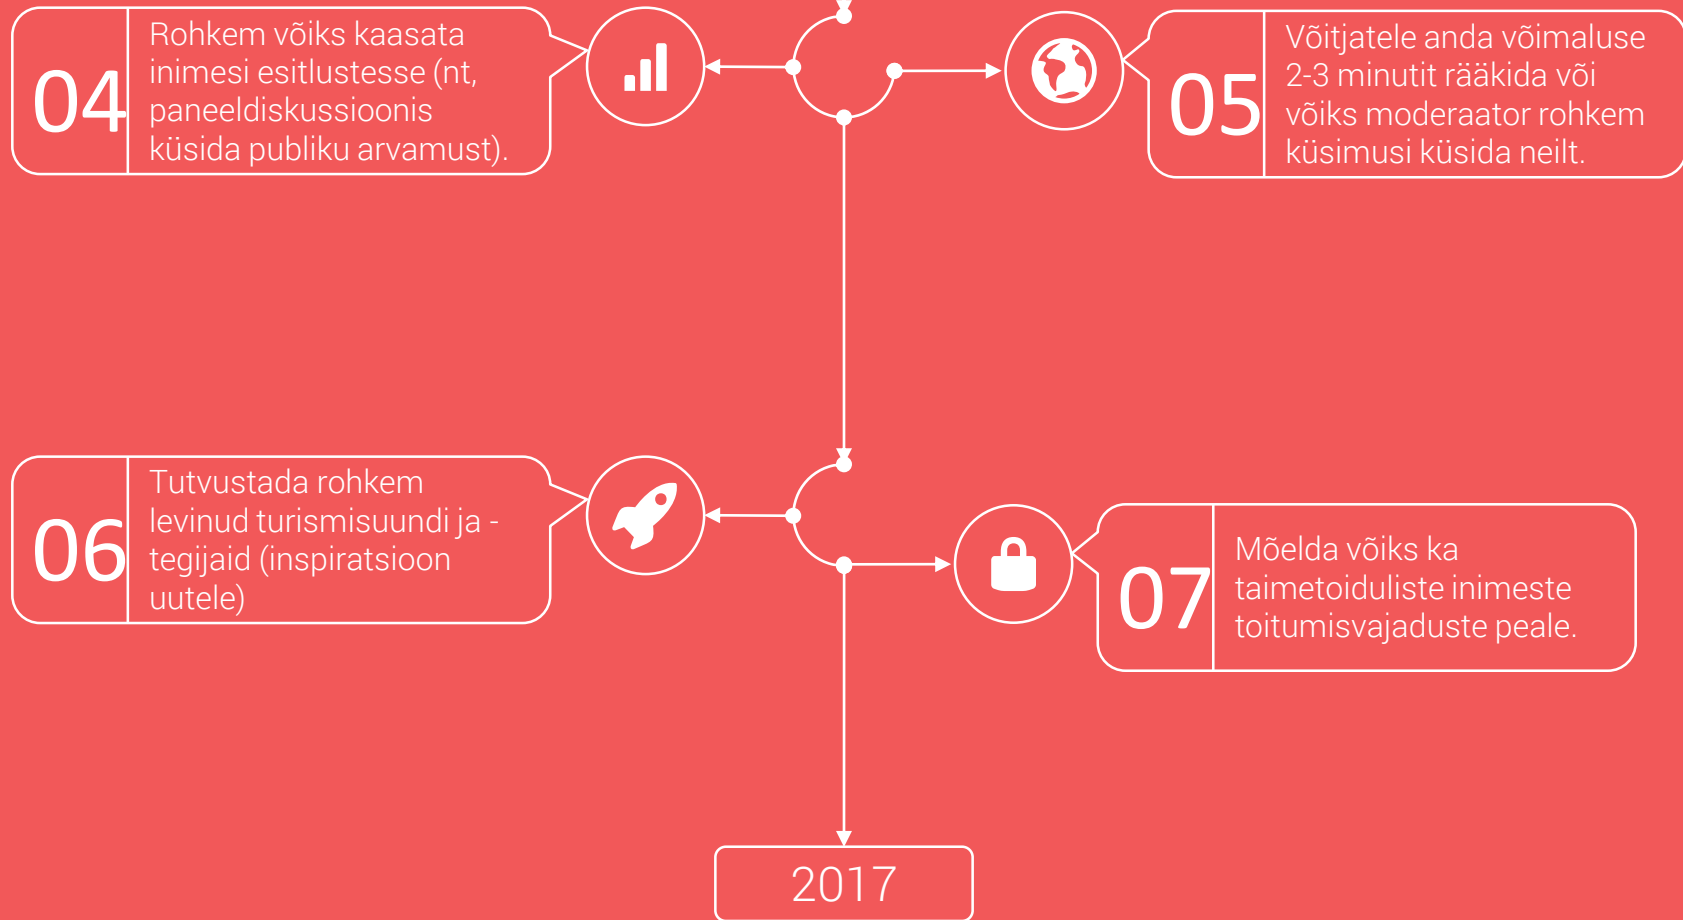 04
Rohkem võiks kaasata
inimesi esitlustesse (nt,
paneeldiskussioonis
küsida publiku arvamust).
05
Võitjatele anda võimaluse
2-3 minutit rääkida või
võiks moderaator rohkem
küsimusi küsida neilt.
06
Tutvustada rohkem
levinud turismisuundi ja -
tegijaid (inspiratsioon
uutele)
07
Mõelda võiks ka
taimetoiduliste inimeste
toitumisvajaduste peale.
2017